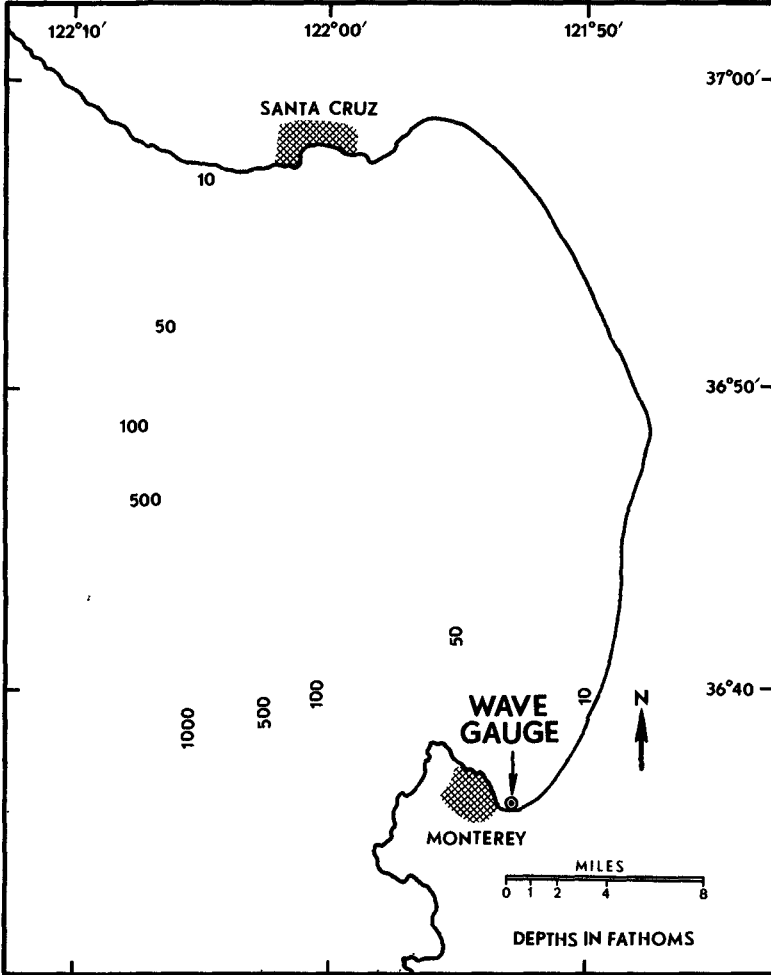 122°10′
122°00′
121°50′
37°00′
SANTA CRUZ
10
50
36°50′
100
500
50
36°40′
1000
500
100
10
N
WAVE
GAUGE
MONTEREY
MILES
0 1 2 4 8
DEPTHS IN FATHOMS